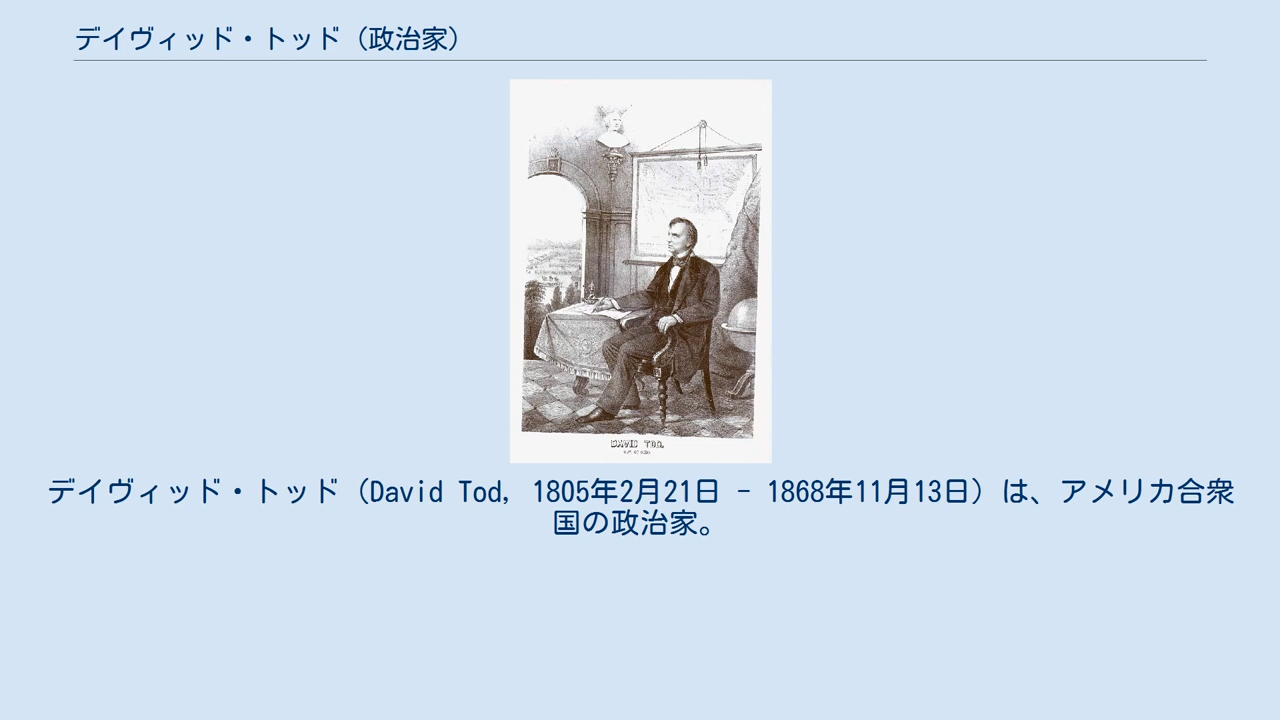 デイヴィッド・トッド（政治家）
DAVID TOD.
デイヴィッド・トッド（David Tod, 1805年2月21日 - 1868年11月13日）は、アメリカ合衆
国の政治家。